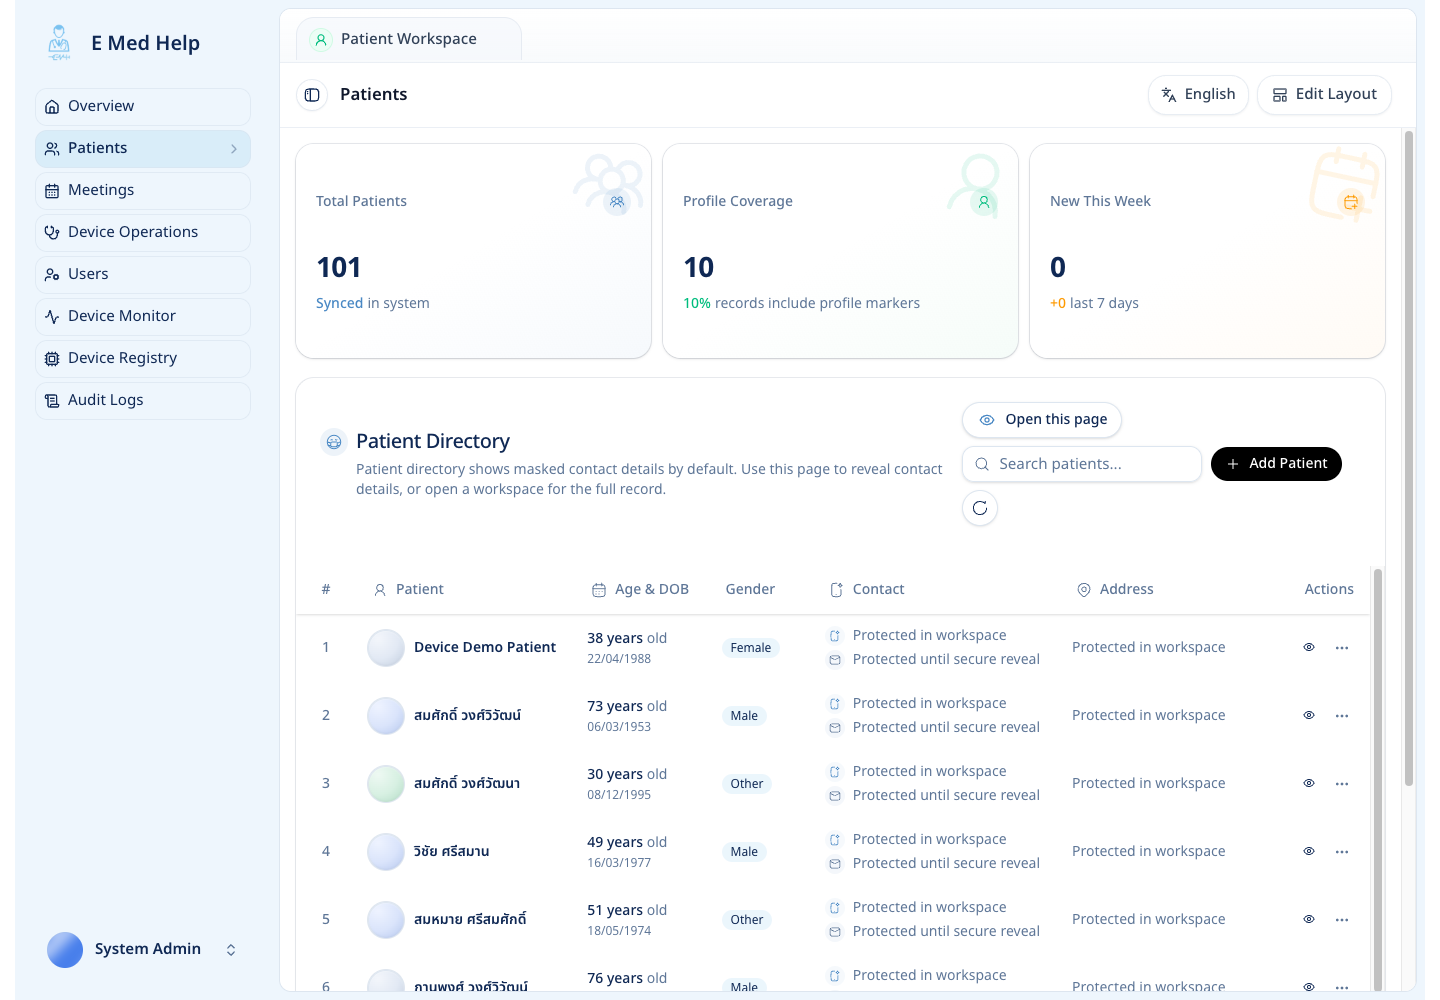 E Med Help
Overview
Patients
Meetings
Device Operations
Users
Device Monitor
Device Registry
Audit Logs
System Admin
Patient Workspace
Patients
English
Edit Layout
Total Patients
101
Synced in system
Profile Coverage
10
10% records include profile markers
New This Week
0
+0 last 7 days
Patient Directory
Patient directory shows masked contact details by default. Use this page to reveal contact
details, or open a workspace for the full record.
Open this page
Search patients...
Add Patient
# Patient Age & DOB Gender Contact Address Actions
1 Device Demo Patient 38 years old 22/04/1988 Female Protected in workspace Protected until secure reveal Protected in workspace
2 สมศักดิ์ วงศ์วิวัฒน์ 73 years old 06/03/1953 Male Protected in workspace Protected until secure reveal Protected in workspace
3 สมศักดิ์ วงศ์วัฒนา 30 years old 08/12/1995 Other Protected in workspace Protected until secure reveal Protected in workspace
4 วิชัย ศรีสมาน 49 years old 16/03/1977 Male Protected in workspace Protected until secure reveal Protected in workspace
5 สมหมาย ศรีสมศักดิ์ 51 years old 18/05/1974 Other Protected in workspace Protected until secure reveal Protected in workspace
6 วงศ์วิวัฒน์ 76 years old Male Protected in workspace Protected in workspace